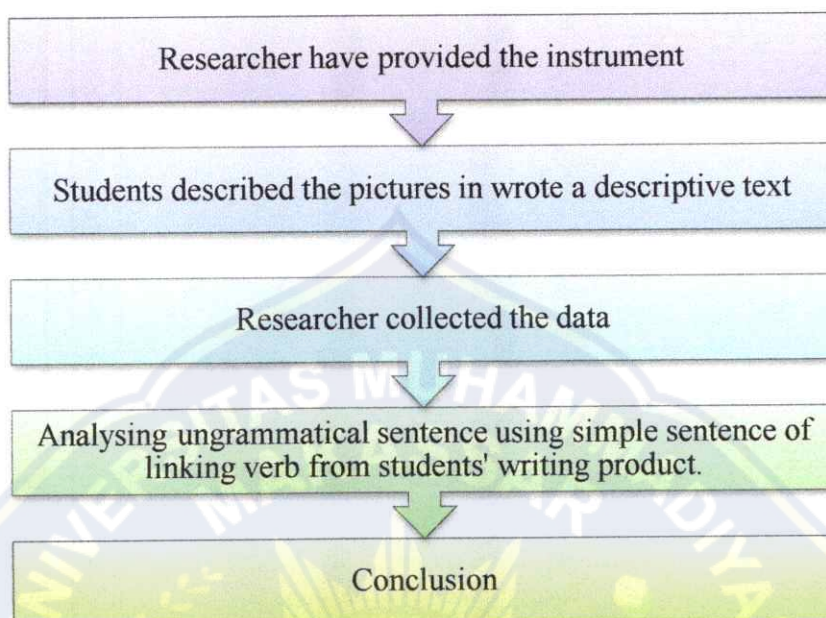 Researcher have provided the instrument
Students described the pictures in wrote a descriptive text
Researcher collected the data
Analysing ungrammatical sentence using simple sentence of
linking verb from students' writing product.
Conclusion